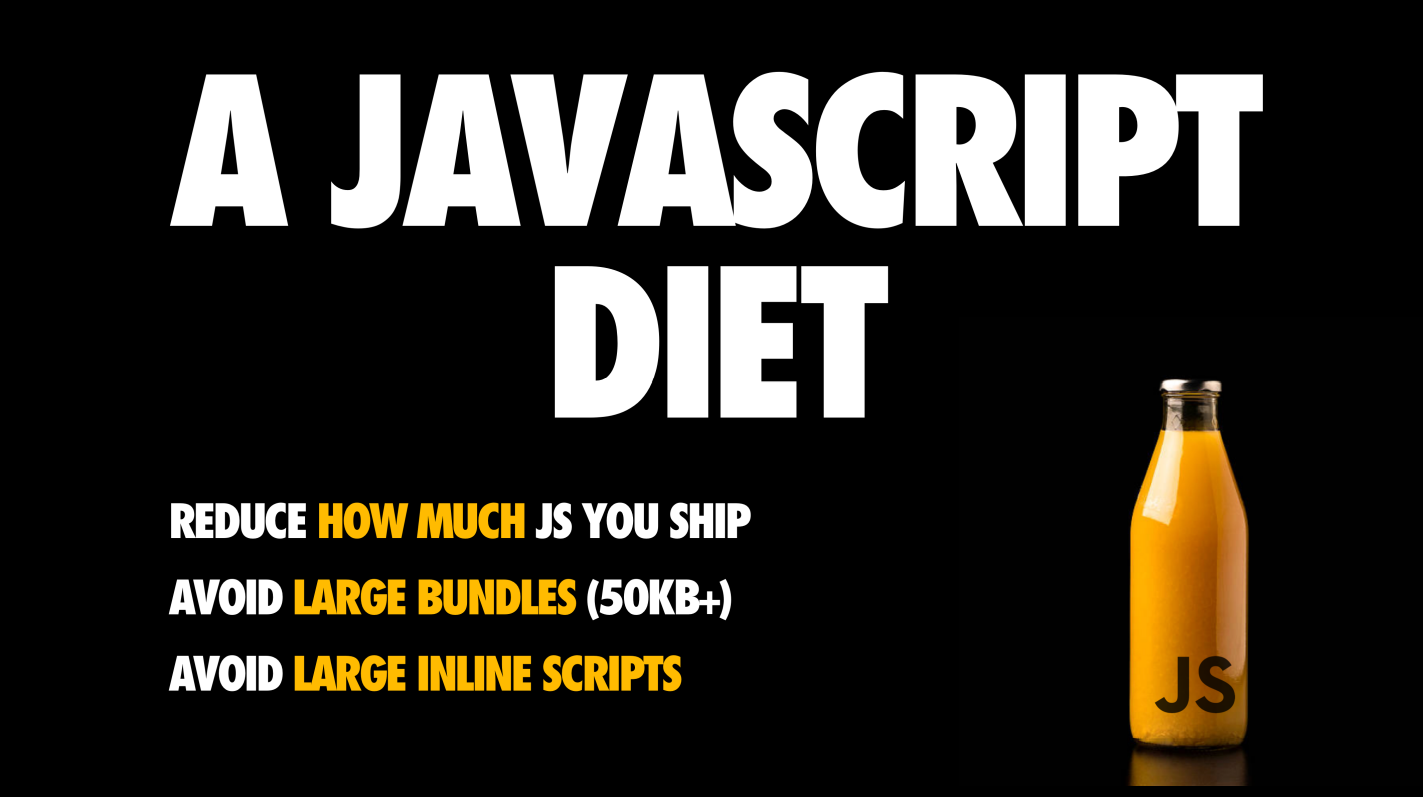 A JAVASCRIPT
DIET
REDUCE HOW MUCH JS YOU SHIP
AVOID LARGE BUNDLES (50KB+)
AVOID LARGE INLINE SCRIPTS
JS